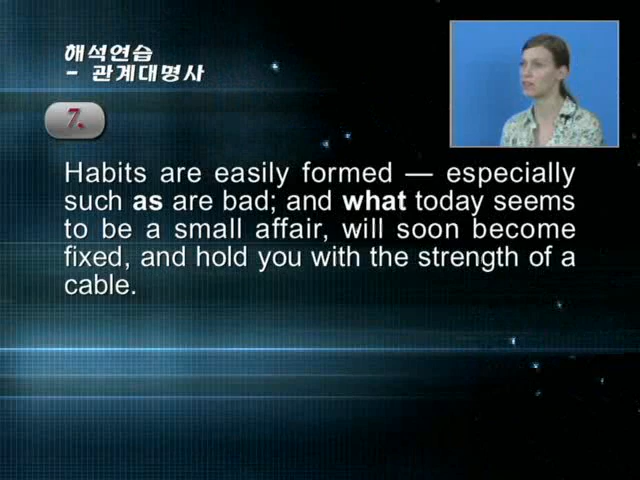 해석연습
- 관계대명사
7.
Habits are easily formed — especially
such as are bad; and what today seems
to be a small affair, will soon become
fixed, and hold you with the strength of a
cable.